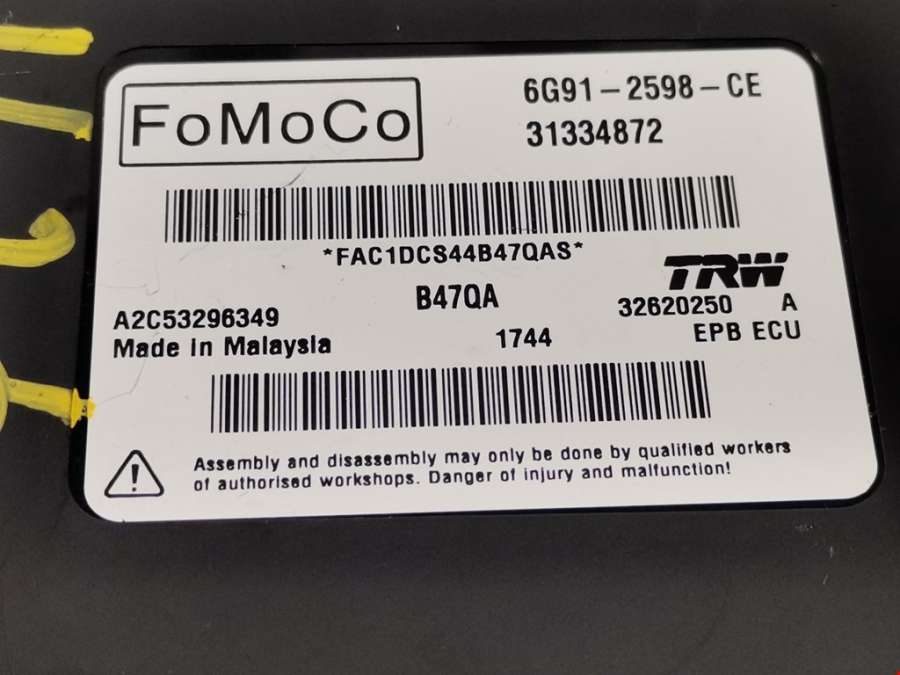 FoMoCo
6G91-2598-CE
31334872
*FAC1DCS44B47QAS*
TRW
A2C53296349
B47QA
32620250 A
Made in Malaysia
1744
EPB ECU
Assembly and disassembly may only be done by qualified workers
of authorised workshops. Danger of injury and malfunction!